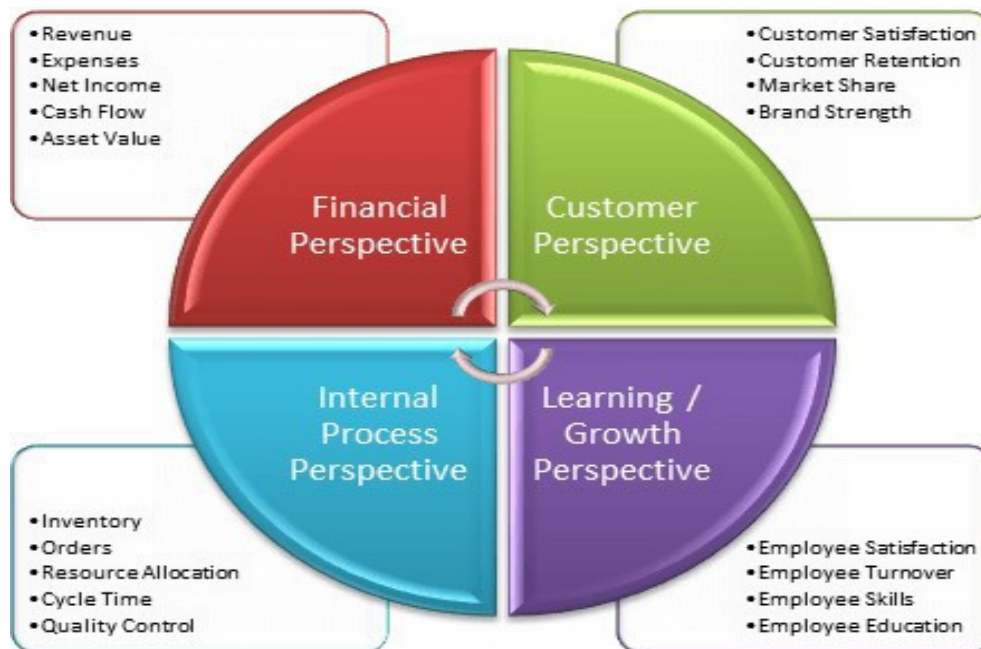 •Revenue
•Expenses
•Net Income
•Cash Flow
•Asset Value
•Customer Satisfaction
•Customer Retention
•Market Share
•Brand Strength
Financial
Perspective
Customer
Perspective
Internal
Process
Perspective
Learning /
Growth
Perspective
•Inventory
•Orders
•Resource Allocation
•Cycle Time
•Quality Control
•Employee Satisfaction
•Employee Turnover
•Employee Skills
•Employee Education